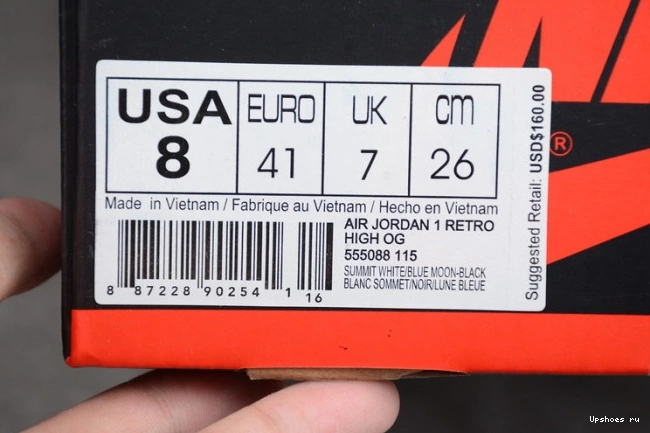 USA EURO UK cm
8 41 7 26
Made in Vietnam / Fabrique au Vietnam / Hecho en Vietnam
AIR JORDAN 1 RETRO
HIGH OG
555088 115
SUMMIT WHITE/BLUE MOON-BLACK
BLANC SOMMET/NOIR/LUNE BLEUE
8 87228 90254 1 16
Suggested Retail: USD$160.00
®
Upshoes ru